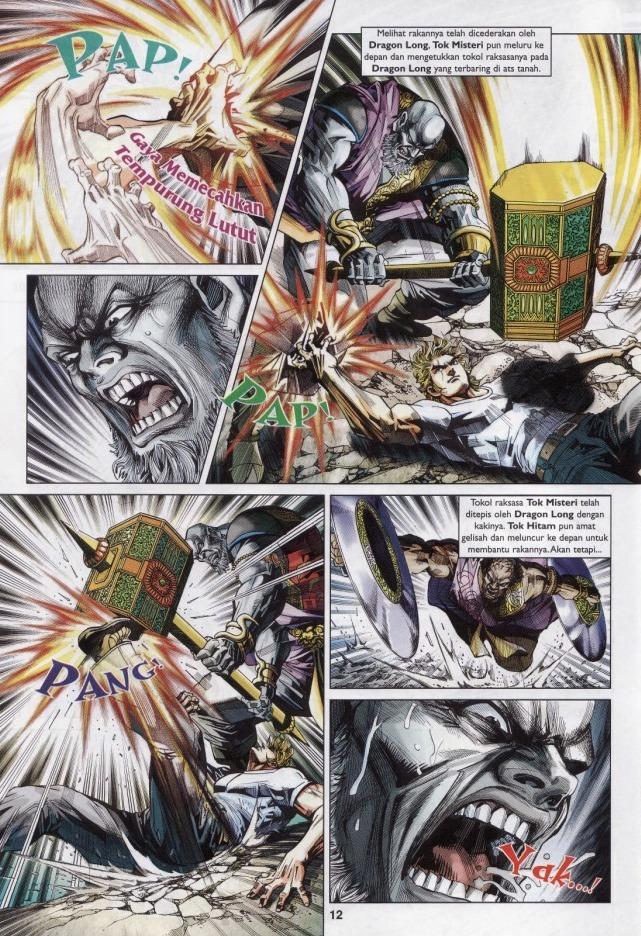 PAP!
Gaya Memecahkan
Tempurung Lutut
Melihat rakannya telah dicederakan oleh
Dragon Long, Tok Misteri pun meluru ke
depan dan mengetukkan tokol raksasanya pada
Dragon Long yang terbaring di ats tanah.
PAP!
PANG!
Tokol raksasa Tok Misteri telah
ditepis oleh Dragon Long dengan
kakinya. Tok Hitam pun amat
gelisah dan meluncur ke depan untuk
membantu rakannya. Akan tetapi...
Yak...!
12